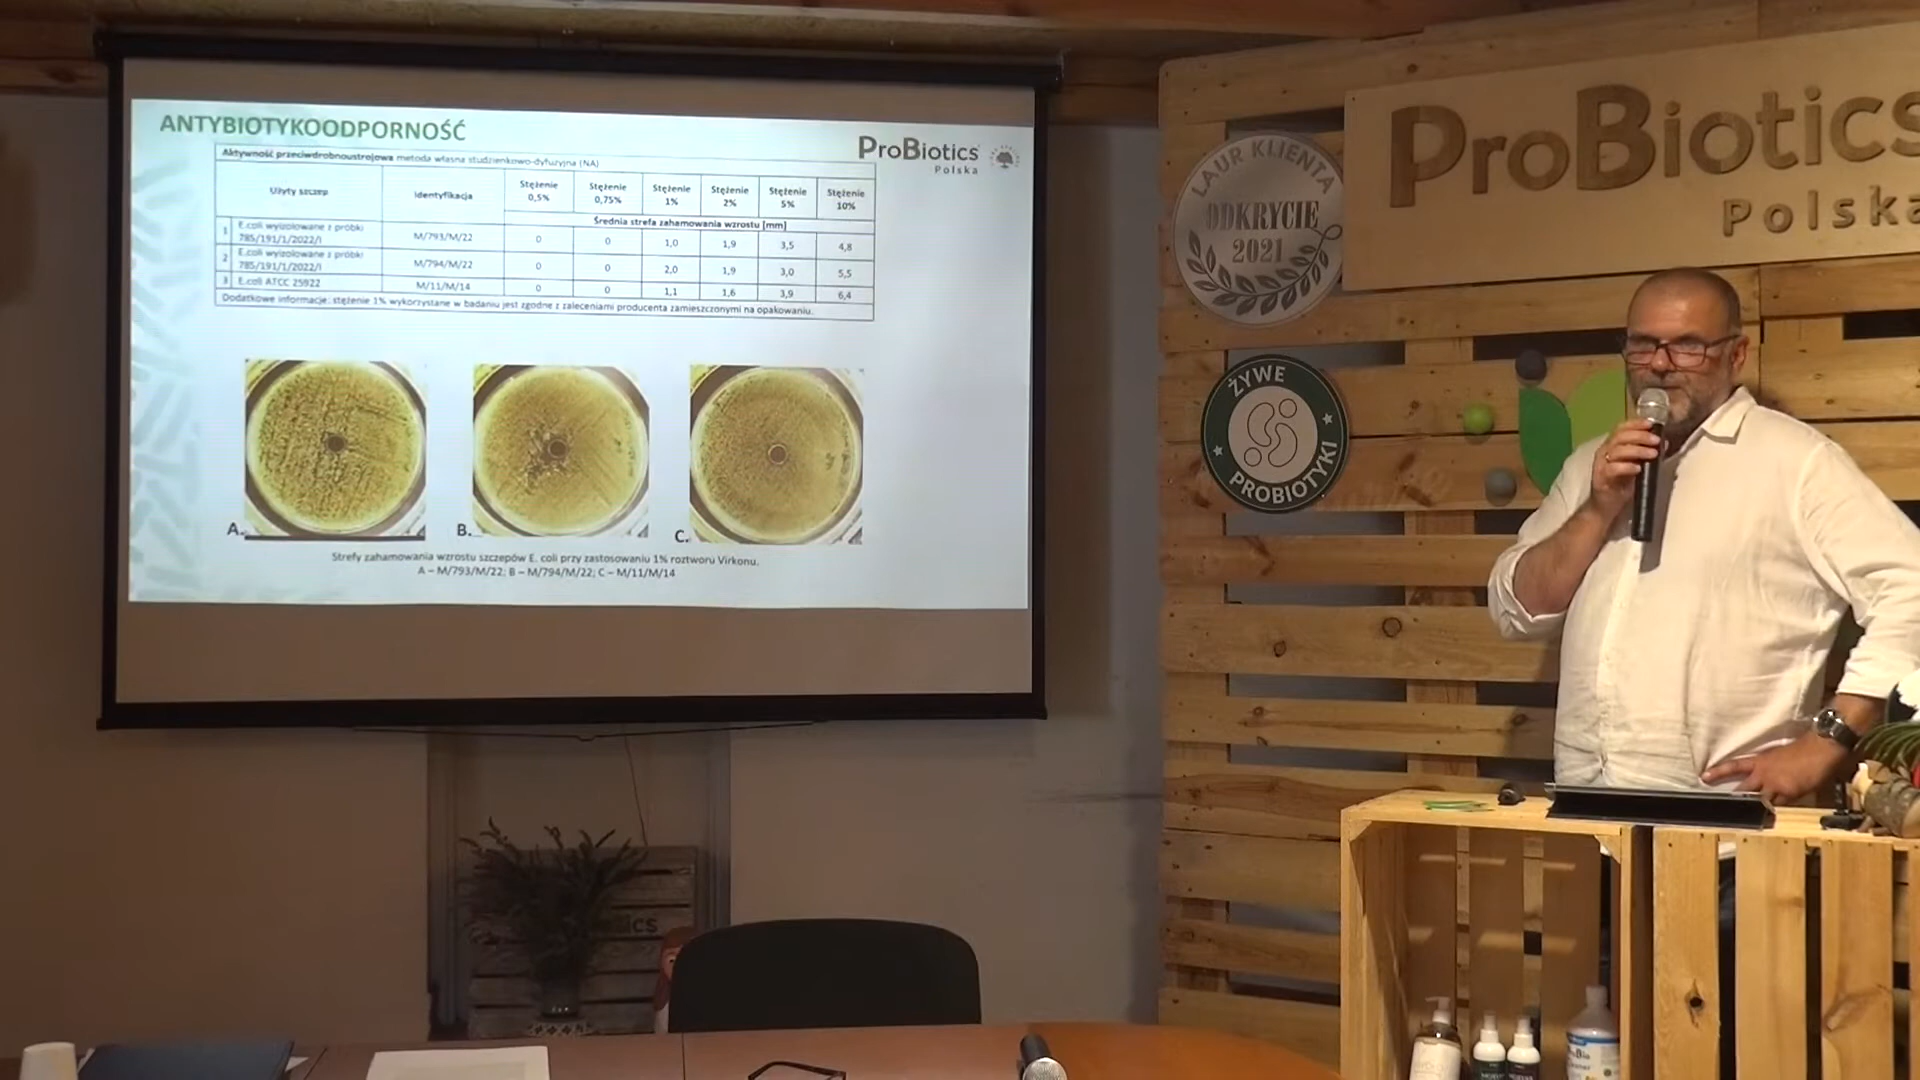 ANTYBIOTYKOODPORNOŚĆ
ProBiotics
Polska
Aktywność przeciwdrobnoustrojowa metoda własna studzienkowo-dyfuzyjna (NA)
Użyty szczep Identyfikacja Stężenie 0,5% Stężenie 0,75% Stężenie 1% Stężenie 2% Stężenie 5% Stężenie 10%
Średnia strefa zahamowania wzrostu [mm]
1 E.coli wyizolowane z próbki 785/191/1/2022/I M/793/M/22 0 0 1,0 1,9 3,5 4,8
2 E.coli wyizolowane z próbki 785/191/1/2022/I M/794/M/22 0 0 2,0 1,9 3,0 5,5
3 E.coli ATCC 25922 M/11/M/14 0 0 1,1 1,6 3,9 6,4
Dodatkowe informacje: stężenie 1% wykorzystane w badaniu jest zgodne z zaleceniami producenta zamieszczonymi na opakowaniu.
A. B. C.
Strefy zahamowania wzrostu szczepów E. coli przy zastosowaniu 1% roztworu Virkonu.
A – M/793/M/22; B – M/794/M/22; C – M/11/M/14
LAUR KLIENTA
ODKRYCIE
2021
ProBiotics
Polska
ŻYWE
PROBIOTYKI